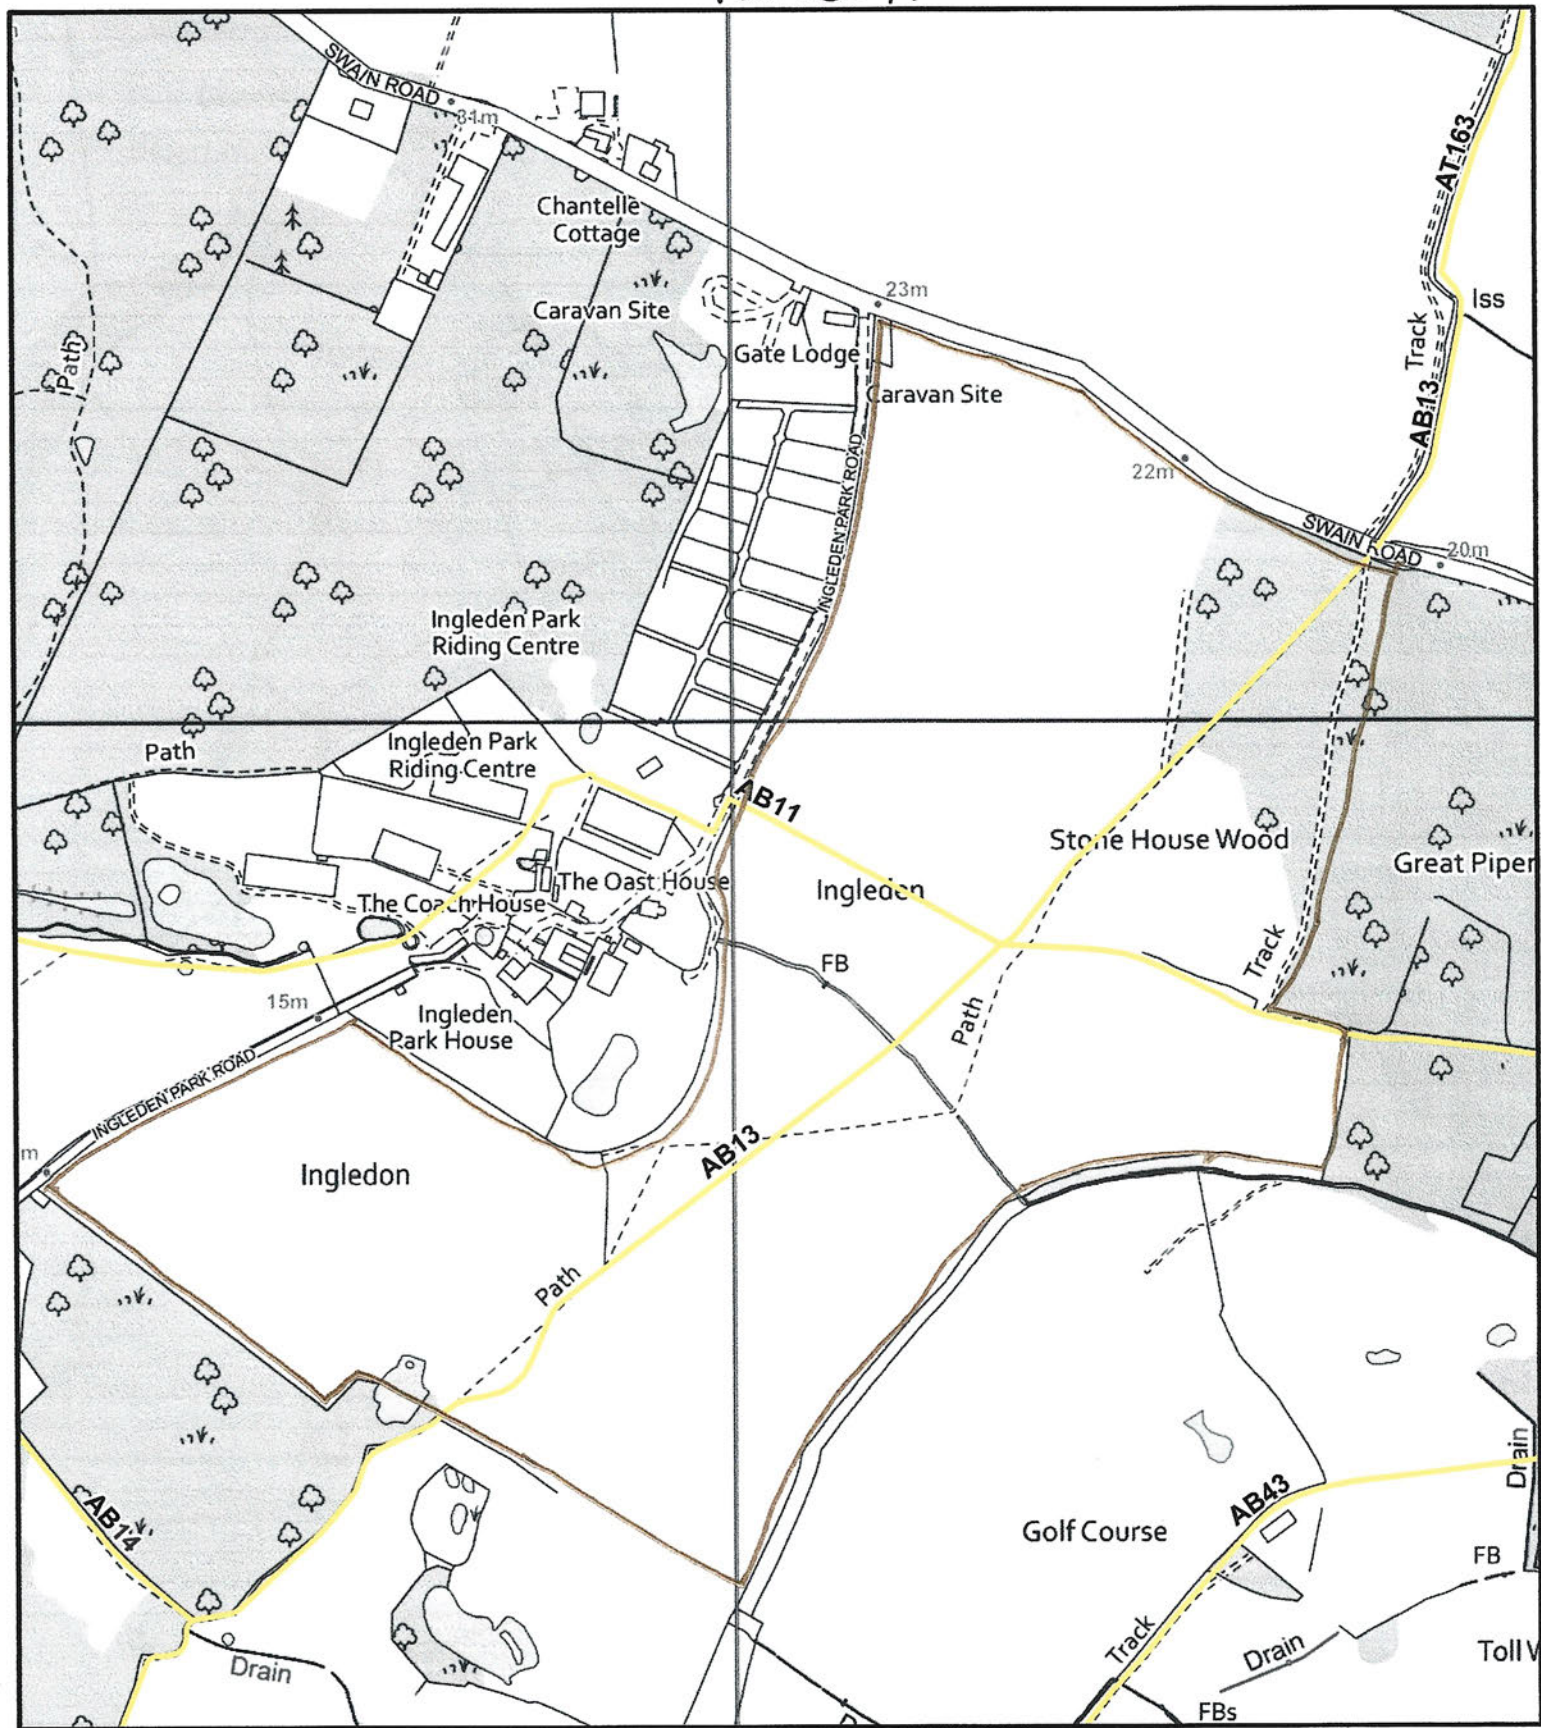 SWAIN ROAD
31m
AT163
Chantelle
Cottage
Iss
23m
Caravan Site
Track
Path
Gate Lodge
Caravan Site
AB13
22m
INGLEDEN PARK ROAD
SWAIN ROAD
20m
Ingleden Park
Riding Centre
Path
Ingleden Park
Riding Centre
AB11
Stone House Wood
Great Piper
The Oast House
Ingleden
The Coach House
FB
Track
15m
Ingleden
Park House
Path
INGLEDEN PARK ROAD
m
AB13
Ingledon
Path
Drain
AB14
AB43
Golf Course
FB
Track
Drain
Drain
Toll W
FBs